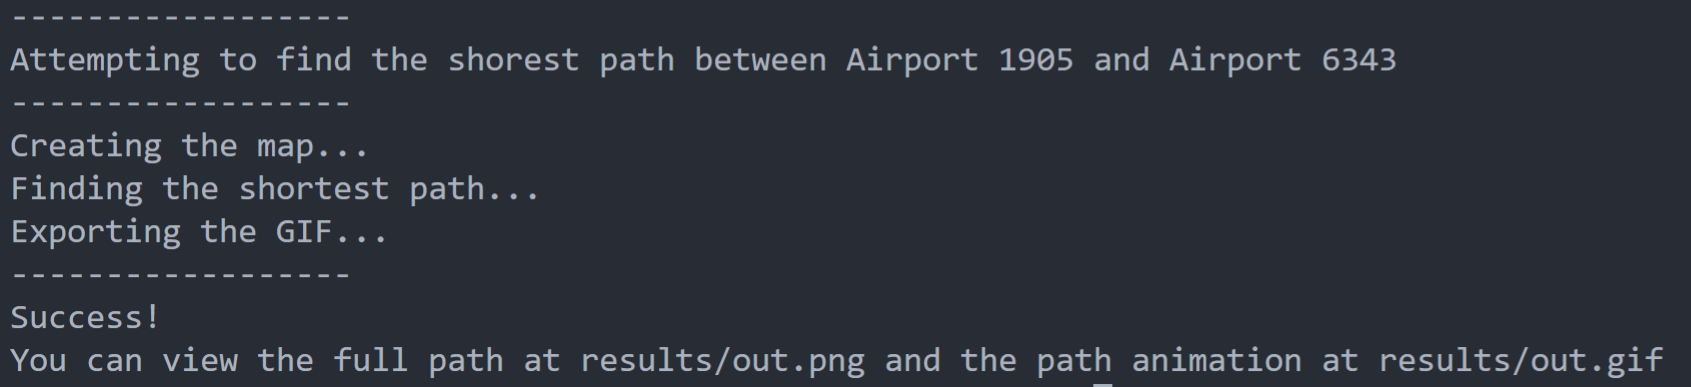 ------------------
Attempting to find the shorest path between Airport 1905 and Airport 6343
------------------
Creating the map...
Finding the shortest path...
Exporting the GIF...
------------------
Success!
You can view the full path at results/out.png and the path animation at results/out.gif